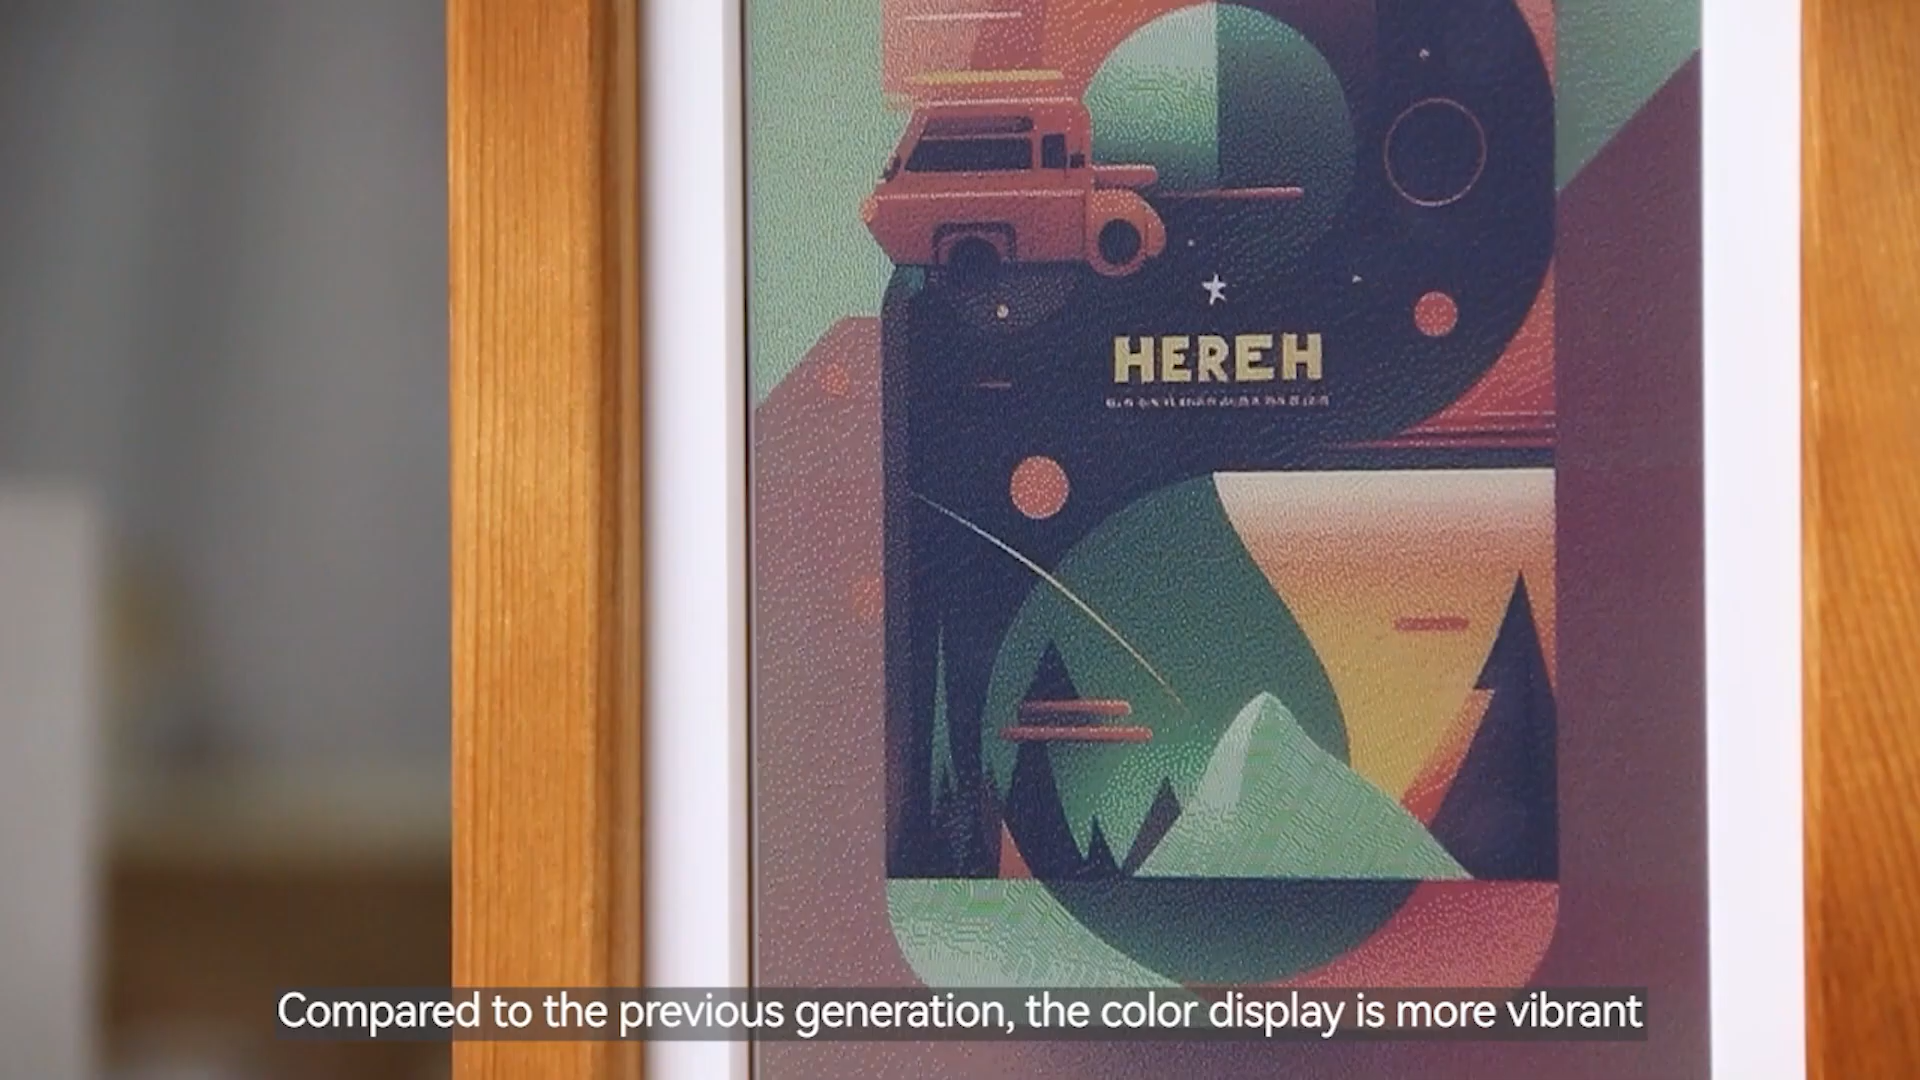 HEREH
Compared to the previous generation, the color display is more vibrant